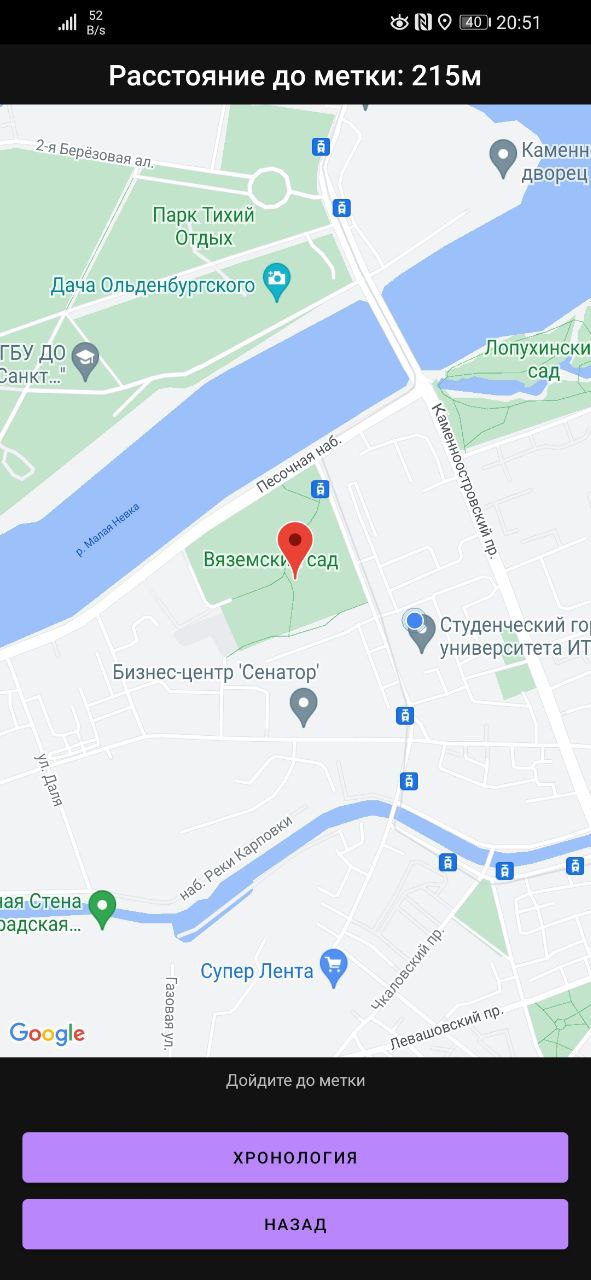 52
B/s
40
20:51
Расстояние до метки: 215м
2-я Берёзовая ал.
Каменн
дворец
Парк Тихий
Отдых
Дача Ольденбургского
ГБУ ДО
Санкт..."
Лопухински
сад
Каменноостровский пр.
Песочная наб.
р. Малая Невка
Вяземский сад
Студенческий гор
университета ИТ
Бизнес-центр 'Сенатор'
ул. Даля
наб. Реки Карповки
ная Стена
радская...
Супер Лента
Чкаловский пр.
Газовая ул.
Левашовский пр.
Google
Дойдите до метки
ХРОНОЛОГИЯ
НАЗАД